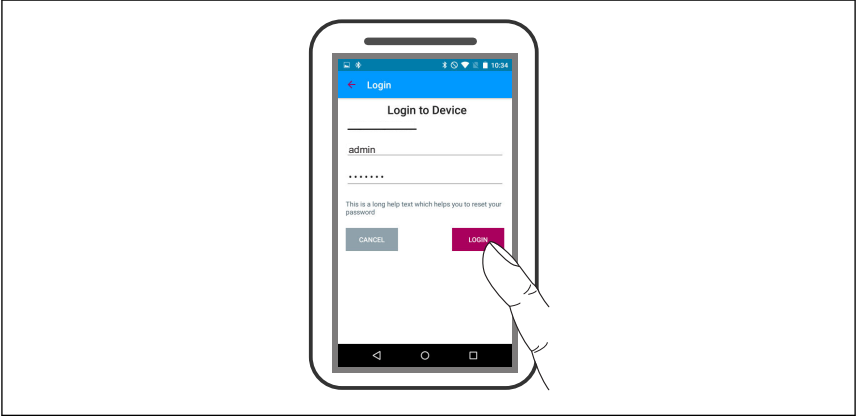 10:34
Login
Login to Device
admin
.......
This is a long help text which helps you to reset your
password
CANCEL
LOGIN